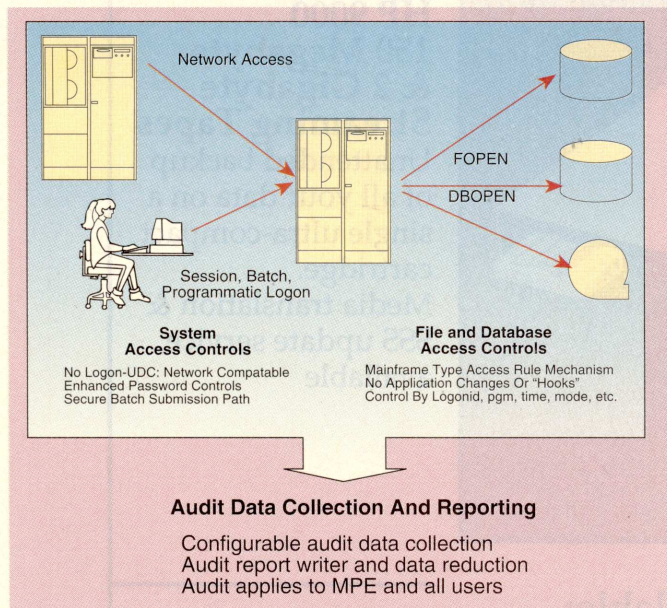 Network Access
FOPEN
DBOPEN
Session, Batch,
Programmatic Logon
System
Access Controls
No Logon-UDC: Network Compatable
Enhanced Password Controls
Secure Batch Submission Path
File and Database
Access Controls
Mainframe Type Access Rule Mechanism
No Application Changes Or "Hooks"
Control By Logonid, pgm, time, mode, etc.
Audit Data Collection And Reporting
Configurable audit data collection
Audit report writer and data reduction
Audit applies to MPE and all users